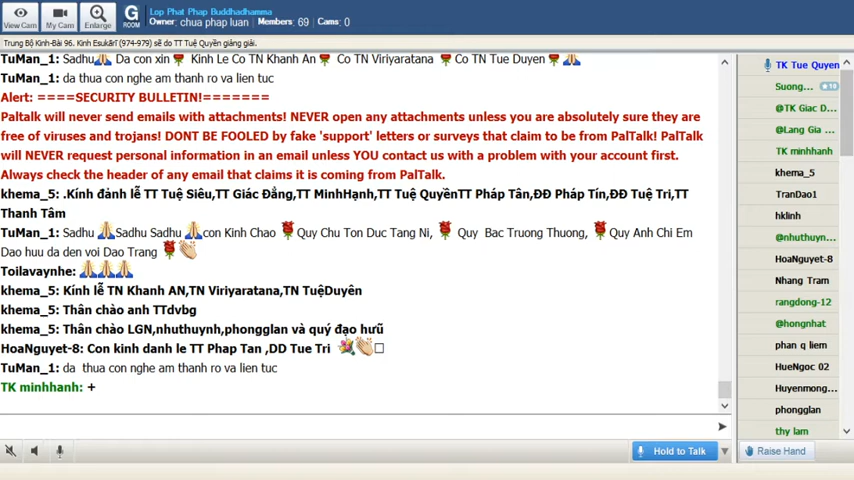 Lop Phat Phap Buddhadhamma
Owner: chua phap luan Members: 69 Cams: 0
View Cam
My Cam
Enlarge
G
ROOM
Trung Bộ Kinh-Bài 96. Kinh Esukārī (974-979) sẽ do TT Tuệ Quyền giảng giải.
TuMan_1: Sadhu Da con xin Kinh Le Co TN Khanh An Co TN Viriyaratana Co TN Tue Duyen
TuMan_1: da thua con nghe am thanh ro va lien tuc
Alert: ====SECURITY BULLETIN!=======
Paltalk will never send emails with attachments! NEVER open any attachments unless you are absolutely sure they are
free of viruses and trojans! DONT BE FOOLED by fake 'support' letters or surveys that claim to be from PalTalk! PalTalk
will NEVER request personal information in an email unless YOU contact us with a problem with your account first.
Always check the header of any email that claims it is coming from PalTalk.
khema_5: .Kính đảnh lễ TT Tuệ Siêu,TT Giác Đẳng,TT MinhHạnh,TT Tuệ QuyềnTT Pháp Tân,ĐĐ Pháp Tín,ĐĐ Tuệ Tri,TT
Thanh Tâm
TuMan_1: Sadhu Sadhu Sadhu con Kinh Chao Quy Chu Ton Duc Tang Ni, Quy Bac Truong Thuong, Quy Anh Chi Em
Dao huu da den voi Dao Trang
Toilavaynhe:
khema_5: Kính lễ TN Khanh AN,TN Viriyaratana,TN TuệDuyên
khema_5: Thân chào anh TTdvbg
khema_5: Thân chào LGN,nhuthuynh,phongglan và quý đạo hưũ
HoaNguyet-8: Con kinh danh le TT Phap Tan ,DD Tue Tri
TuMan_1: da thua con nghe am thanh ro va lien tuc
TK minhhanh: +
TK Tue Quyen
Suong...
18
@TK Giac D...
@Lang Gia ...
TK minhhanh
khema_5
TranDao1
hklinh
@nhuthuyn...
HoaNguyet-8
Nhang Tram
rangdong-12
@hongnhat
phan q liem
HueNgoc 02
Huyenmong...
phongglan
thy lam
Hold to Talk
Raise Hand